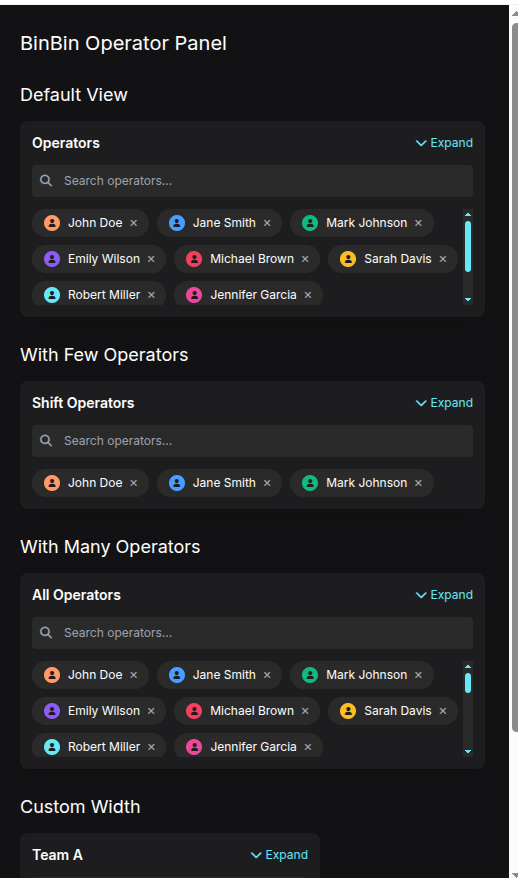 BinBin Operator Panel
Default View
Operators Expand
Search operators...
John Doe × Jane Smith × Mark Johnson ×
Emily Wilson × Michael Brown × Sarah Davis ×
Robert Miller × Jennifer Garcia ×
With Few Operators
Shift Operators Expand
Search operators...
John Doe × Jane Smith × Mark Johnson ×
With Many Operators
All Operators Expand
Search operators...
John Doe × Jane Smith × Mark Johnson ×
Emily Wilson × Michael Brown × Sarah Davis ×
Robert Miller × Jennifer Garcia ×
Custom Width
Team A Expand